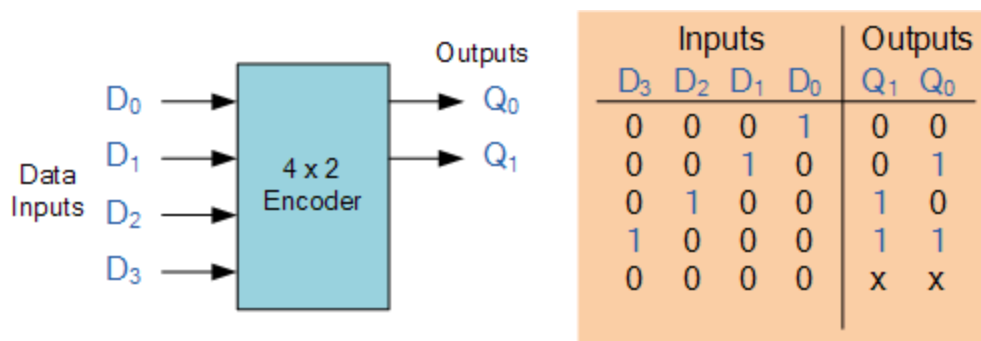 Outputs
D₀
Q₀
D₁
Q₁
Data
Inputs
4 x 2
Encoder
D₂
D₃
Inputs Outputs
D₃ D₂ D₁ D₀ Q₁ Q₀
0 0 0 1 0 0
0 0 1 0 0 1
0 1 0 0 1 0
1 0 0 0 1 1
0 0 0 0 x x